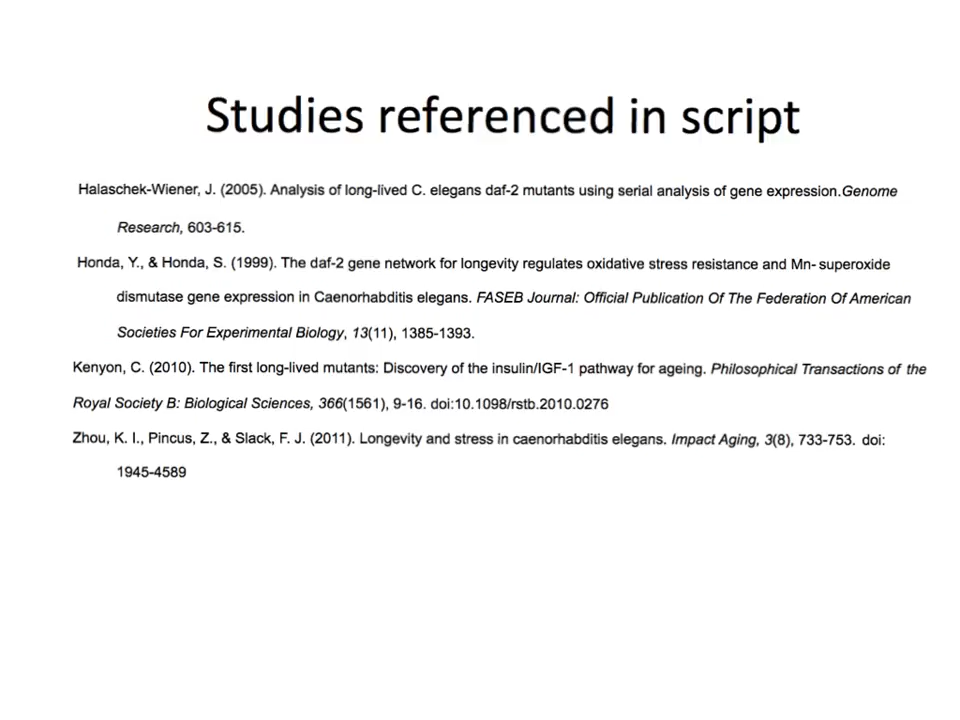 Studies referenced in script
Halaschek-Wiener, J. (2005). Analysis of long-lived C. elegans daf-2 mutants using serial analysis of gene expression.Genome
Research, 603-615.
Honda, Y., & Honda, S. (1999). The daf-2 gene network for longevity regulates oxidative stress resistance and Mn-superoxide
dismutase gene expression in Caenorhabditis elegans. FASEB Journal: Official Publication Of The Federation Of American
Societies For Experimental Biology, 13(11), 1385-1393.
Kenyon, C. (2010). The first long-lived mutants: Discovery of the insulin/IGF-1 pathway for ageing. Philosophical Transactions of the
Royal Society B: Biological Sciences, 366(1561), 9-16. doi:10.1098/rstb.2010.0276
Zhou, K. I., Pincus, Z., & Slack, F. J. (2011). Longevity and stress in caenorhabditis elegans. Impact Aging, 3(8), 733-753. doi:
1945-4589